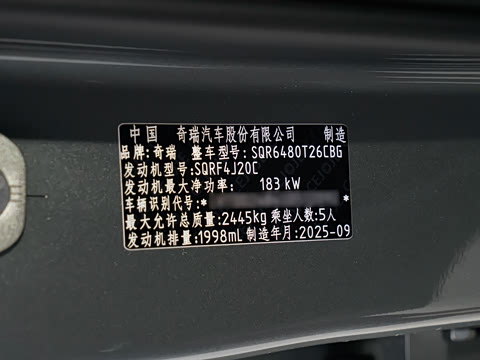 中国 奇瑞汽车股份有限公司 制造
品牌:奇瑞 整车型号:SQR6480T26CBG
发动机型号:SQRF4J20C
发动机最大净功率: 183 kW
车辆识别代号:* *
最大允许总质量:2445kg 乘坐人数:5人
发动机排量:1998mL 制造年月:2025-09